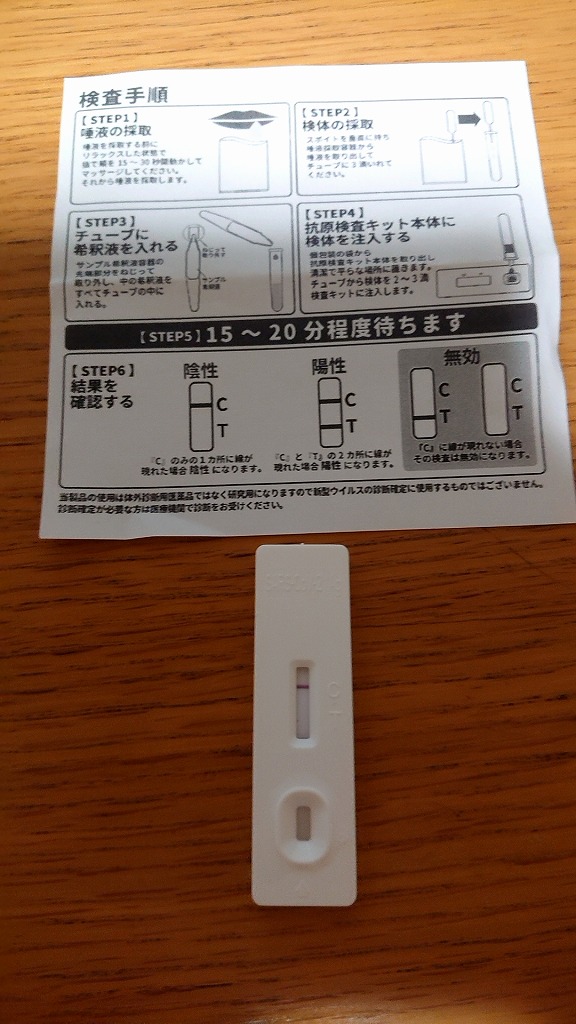 検査手順
【STEP1】
唾液の採取
唾液を採取する前に
リラックスした状態で
指で頬を15～30秒間動かして
マッサージしてください。
それから唾液を採取します。
【STEP2】
検体の採取
スポイトを垂直に持ち
唾液採取容器から
唾液を取り出して
チューブに3滴いれて
ください。
【STEP3】
チューブに
希釈液を入れる
サンプル希釈液容器の
先端部分をねじって
取り外し、中の希釈液を
すべてチューブの中に
入れる。
ねじって
取り外す
サンプル
希釈液
【STEP4】
抗原検査キット本体に
検体を注入する
個包装の袋から
抗原検査キット本体を取り出し
清潔で平らな場所に置きます。
チューブから検体を2～3滴
検査キットに注入します。
【STEP5】15～20分程度待ちます
【STEP6】
結果を
確認する
陰性
C
T
『C』のみの1カ所に線が
現れた場合 陰性 になります。
陽性
C
T
『C』と『T』の2カ所に線が
現れた場合 陽性 になります。
無効
C
T
C
T
「C」に線が現れない場合
その検査は無効になります。
当製品の使用は体外診断用医薬品ではなく研究用になりますので新型ウイルスの診断確定に使用するものではございません。
診断確定が必要な方は医療機関で診断をお受けください。
C
T